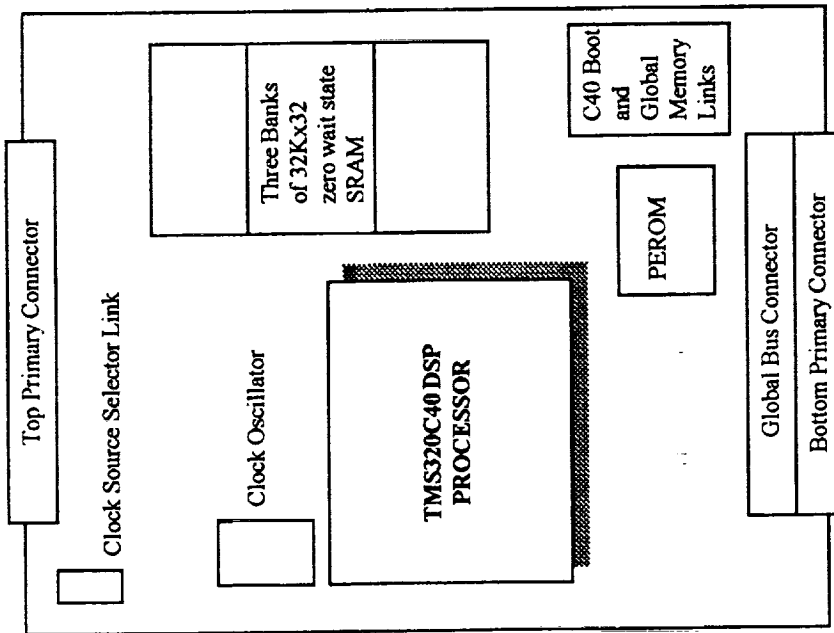 Top Primary Connector
Clock Source Selector Link
Clock Oscillator
Three Banks
of 32Kx32
zero wait state
SRAM
TMS320C40 DSP
PROCESSOR
C40 Boot
and
Global
Memory
Links
PEROM
Global Bus Connector
Bottom Primary Connector